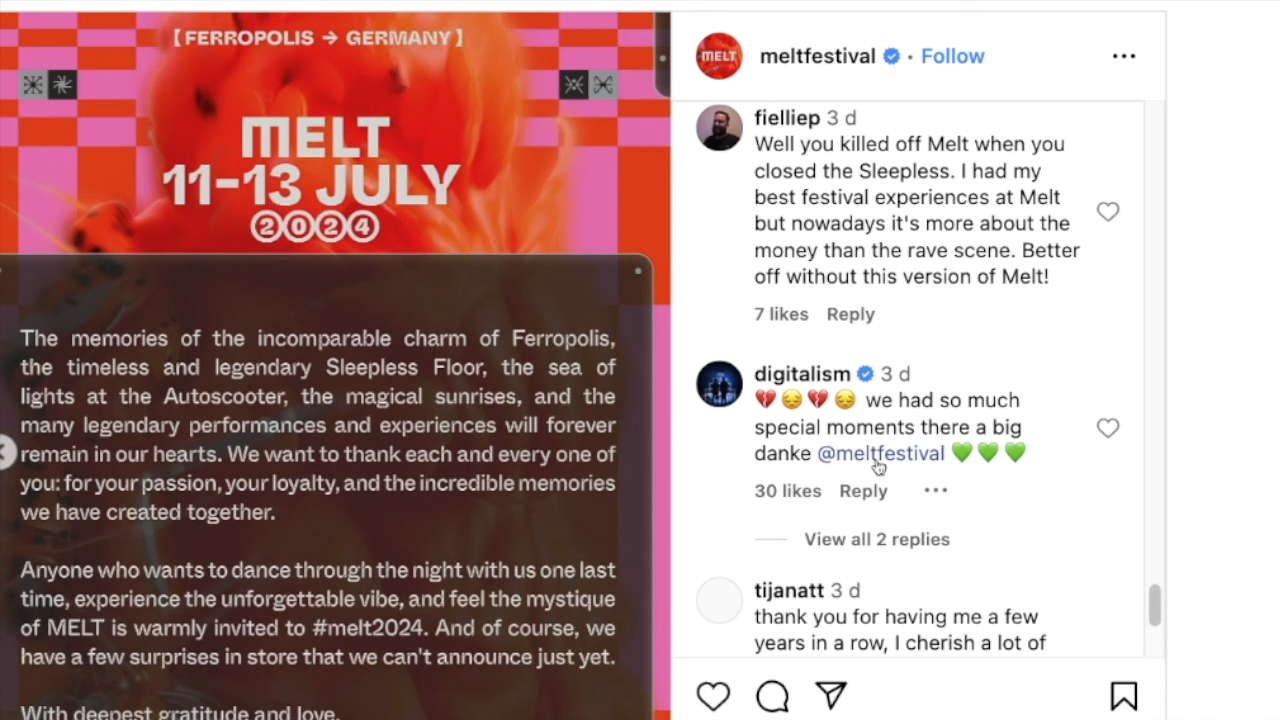 【FERROPOLIS → GERMANY】
MELT
11-13 JULY
2024
The memories of the incomparable charm of Ferropolis,
the timeless and legendary Sleepless Floor, the sea of
lights at the Autoscooter, the magical sunrises, and the
many legendary performances and experiences will forever
remain in our hearts. We want to thank each and every one of
you: for your passion, your loyalty, and the incredible memories
we have created together.
Anyone who wants to dance through the night with us one last
time, experience the unforgettable vibe, and feel the mystique
of MELT is warmly invited to #melt2024. And of course, we
have a few surprises in store that we can't announce just yet.
With deepest gratitude and love,
MELT
meltfestival • Follow
fielliep 3 d
Well you killed off Melt when you
closed the Sleepless. I had my
best festival experiences at Melt
but nowadays it's more about the
money than the rave scene. Better
off without this version of Melt!
7 likes Reply
digitalism 3 d
💔 😔 💔 😔 we had so much
special moments there a big
danke @meltfestival 💚 💚 💚
30 likes Reply
View all 2 replies
tijanatt 3 d
thank you for having me a few
years in a row, I cherish a lot of